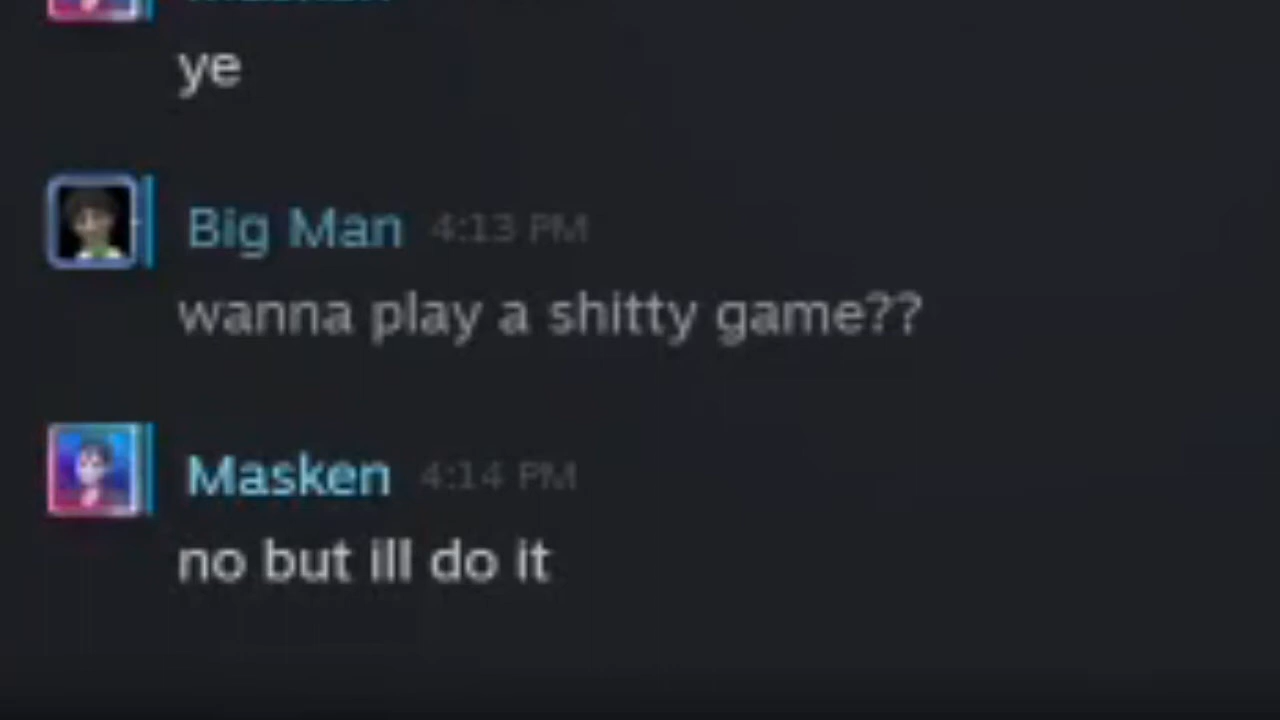 ye
Big Man 4:13 PM
wanna play a shitty game??
Masken 4:14 PM
no but ill do it